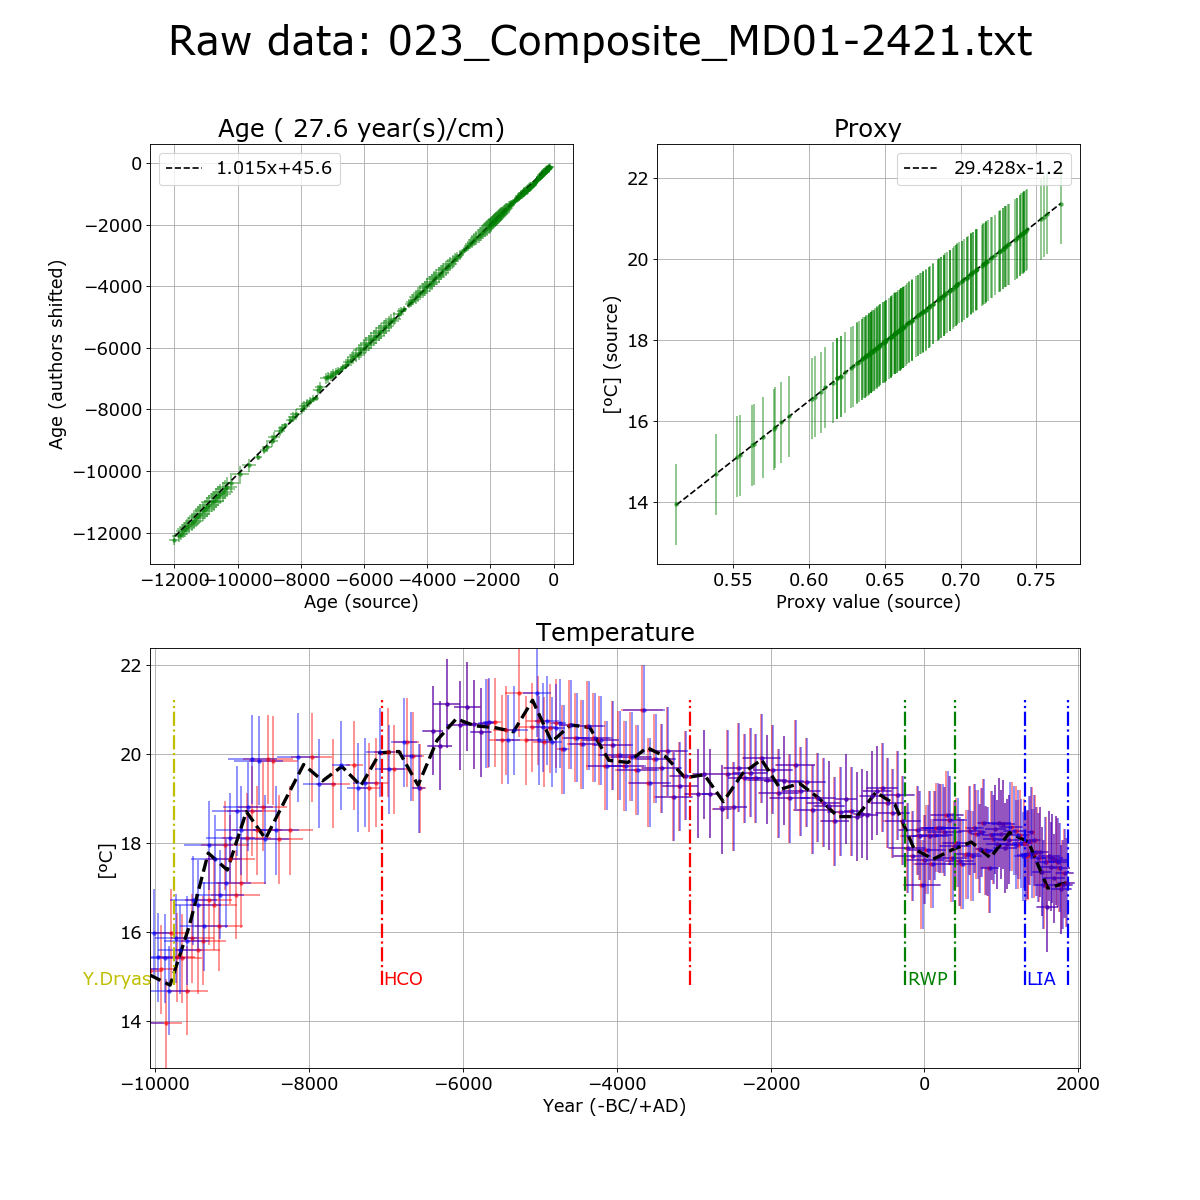 Raw data: 023_Composite_MD01-2421.txt
Age ( 27.6 year(s)/cm)
1.015x+45.6
Age (authors shifted)
0
−2000
−4000
−6000
−8000
−10000
−12000
−12000 −10000 −8000 −6000 −4000 −2000 0
Age (source)
Proxy
29.428x-1.2
[ºC] (source)
22
20
18
16
14
0.55 0.60 0.65 0.70 0.75
Proxy value (source)
Temperature
[ºC]
22
20
18
16
14
Y.Dryas HCO RWP LIA
−10000 −8000 −6000 −4000 −2000 0 2000
Year (-BC/+AD)